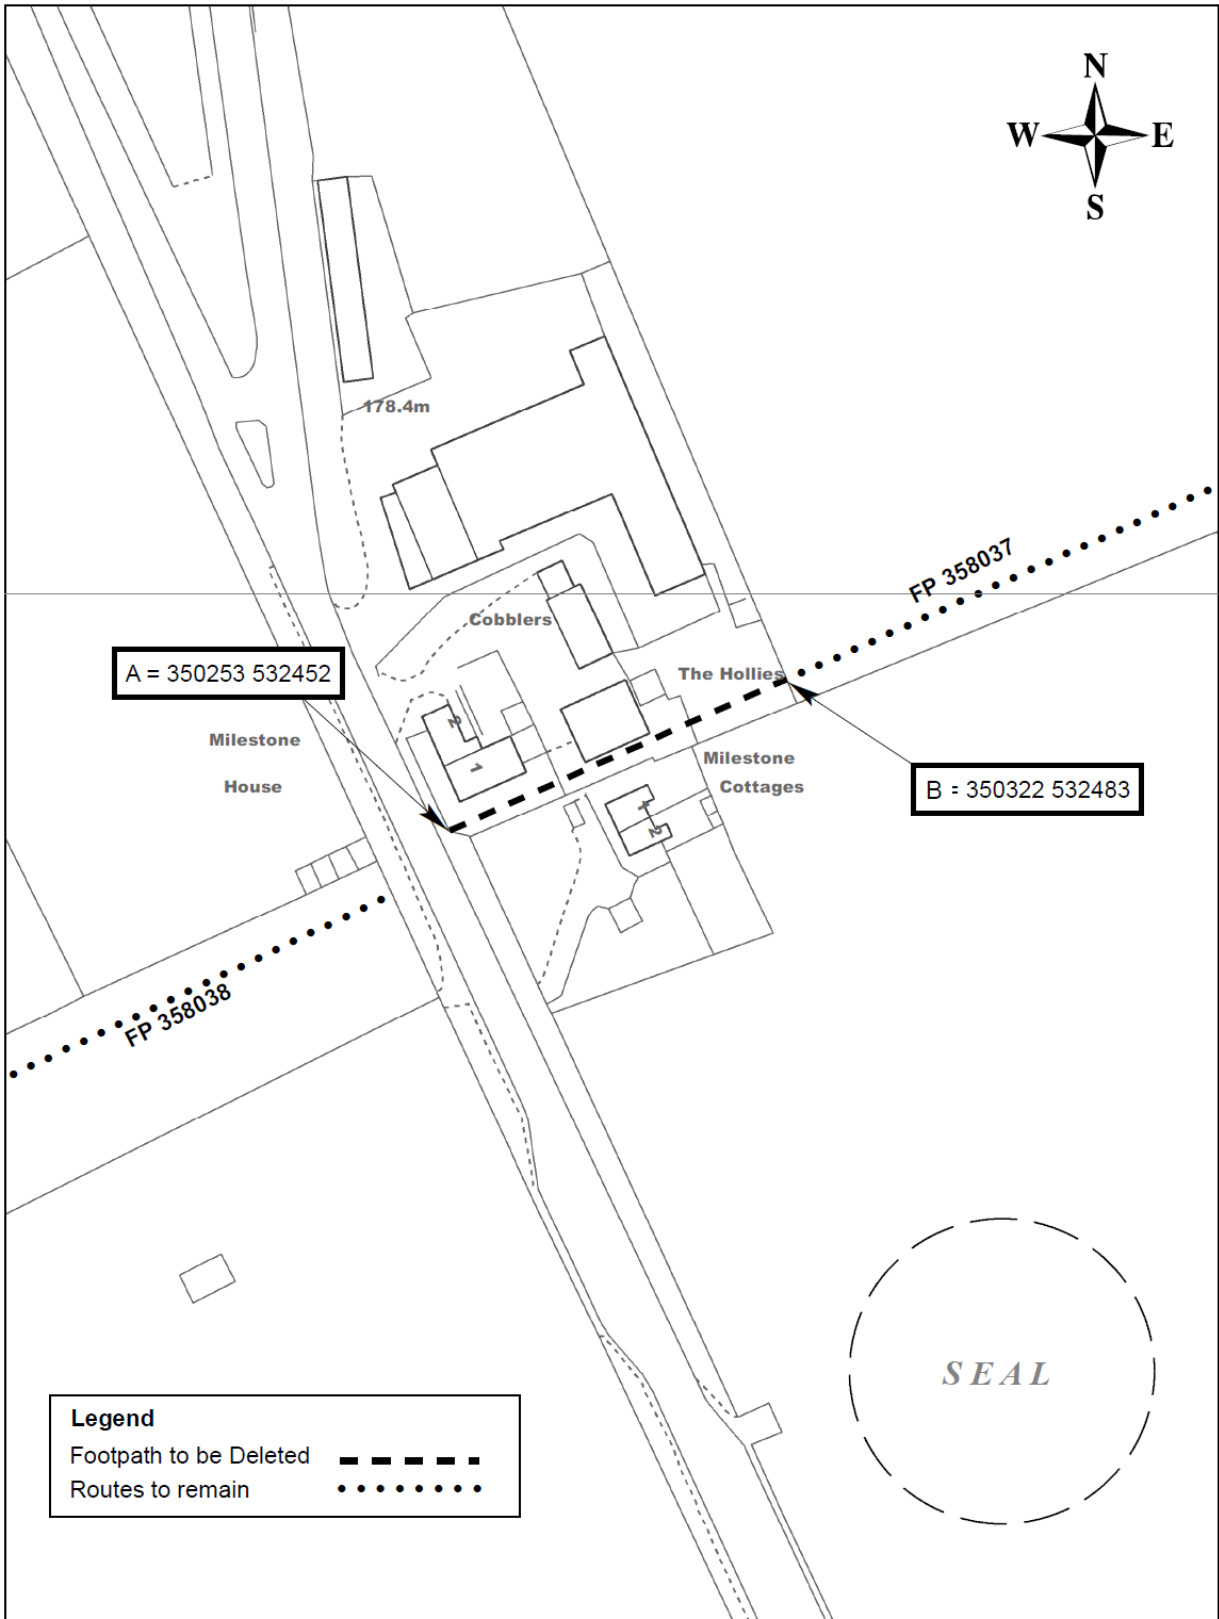 N
W E
S
178.4m
FP 358037
Cobblers
A = 350253 532452
The Hollies
2
Milestone
House
1
Milestone
Cottages
B = 350322 532483
1
2
FP 358038
SEAL
Legend
Footpath to be Deleted
Routes to remain